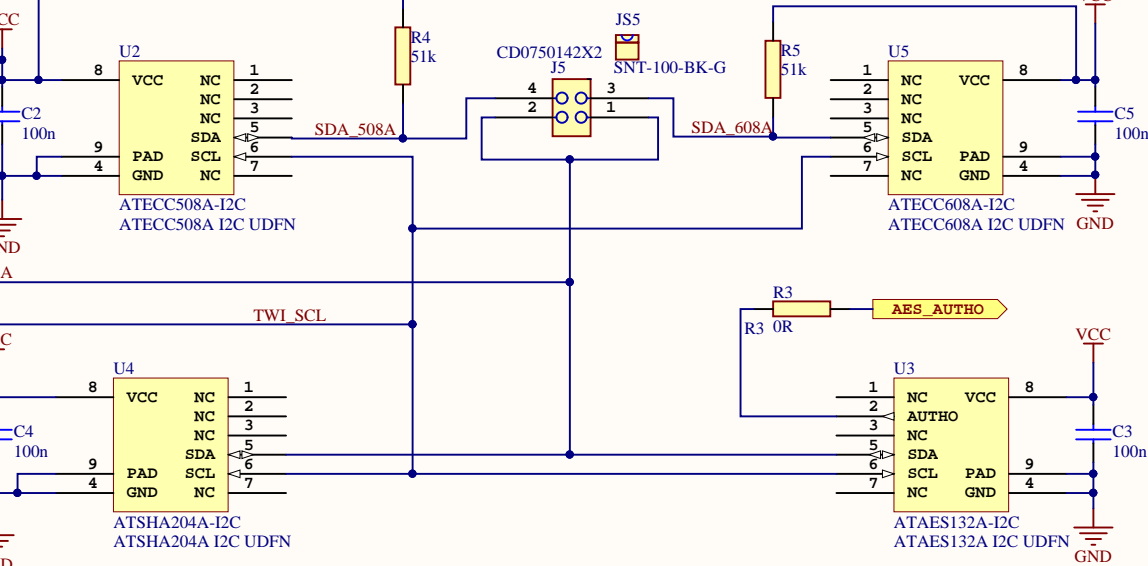 CC
8
C2
100n
9
4
ND
U2
VCC
NC
1
NC
2
NC
3
SDA
5
PAD
SCL
6
GND
NC
7
ATECC508A-I2C
ATECC508A I2C UDFN
SDA_508A
R4
51k
JS5
CD0750142X2
J5
SNT-100-BK-G
4
3
2
1
SDA_608A
R5
51k
U5
1
NC
VCC
8
2
NC
3
NC
5
SDA
6
SCL
PAD
9
7
NC
GND
4
ATECC608A-I2C
ATECC608A I2C UDFN
C5
100n
GND
A
TWI_SCL
C
R3
R3
0R
AES_AUTHO
VCC
U4
8
VCC
NC
1
NC
2
NC
3
SDA
5
9
PAD
SCL
6
4
GND
NC
7
C4
100n
ATSHA204A-I2C
ATSHA204A I2C UDFN
D
U3
1
NC
VCC
8
2
AUTHO
3
NC
5
SDA
6
SCL
PAD
9
7
NC
GND
4
ATAES132A-I2C
ATAES132A I2C UDFN
C3
100n
GND